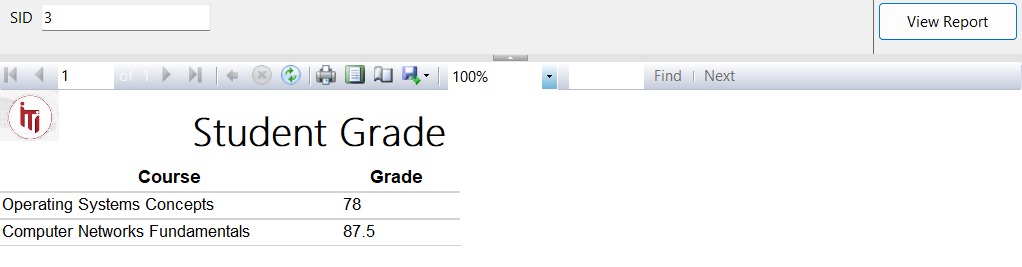 SID 3 View Report
1 of 1 100% Find | Next
iTi
Student Grade
Course Grade
Operating Systems Concepts 78
Computer Networks Fundamentals 87.5